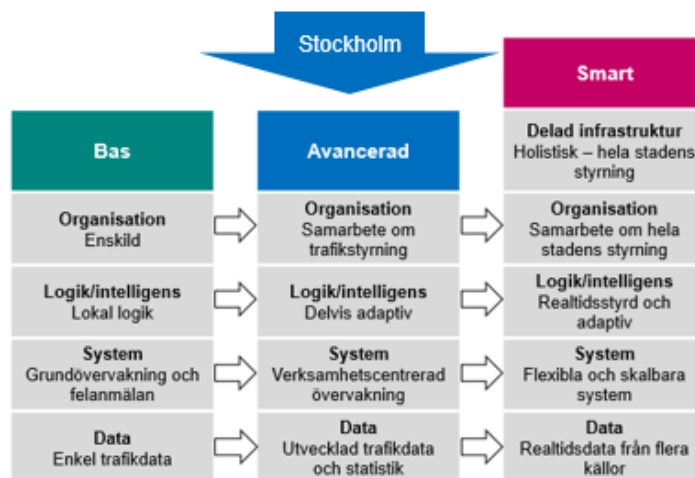 Stockholm
Smart
Bas
Avancerad
Delad infrastruktur
Holistisk – hela stadens
styrning
Organisation
Enskild
Organisation
Samarbete om
trafikstyrning
Organisation
Samarbete om hela
stadens styrning
Logik/intelligens
Lokal logik
Logik/intelligens
Delvis adaptiv
Logik/intelligens
Realtidsstyrd och
adaptiv
System
Grundövervakning och
felanmälan
System
Verksamhetscentrerad
övervakning
System
Flexibla och skalbara
system
Data
Enkel trafikdata
Data
Utvecklad trafikdata
och statistik
Data
Realtidsdata från flera
källor